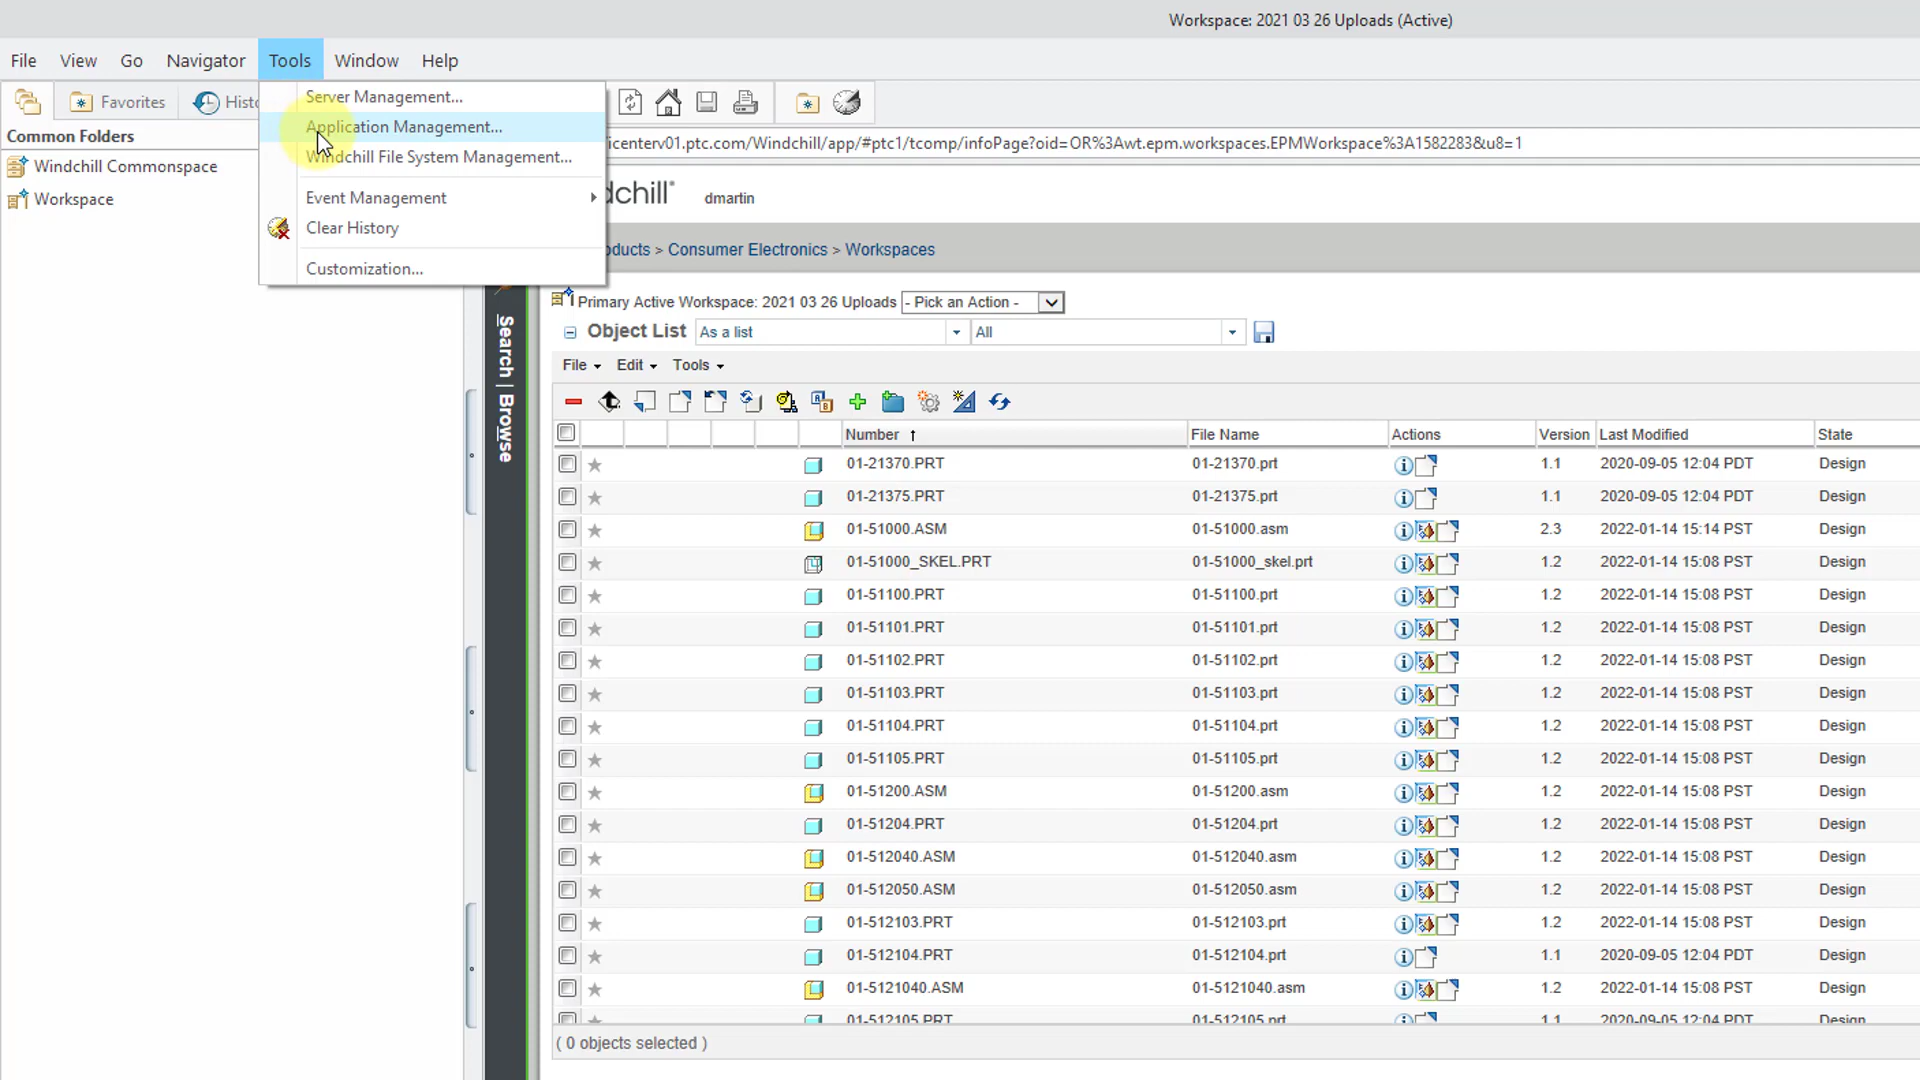 Workspace: 2021 03 26 Uploads (Active)
File View Go Navigator Tools Window Help
Favorites Histo
Server Management...
Application Management...
Windchill File System Management...
Event Management
Clear History
Customization...
Common Folders
Windchill Commonspace
Workspace
icenterv01.ptc.com/Windchill/app/#ptc1/tcomp/infoPage?oid=OR%3Awt.epm.workspaces.EPMWorkspace%3A1582283&u8=1
dchill dmartin
oducts > Consumer Electronics > Workspaces
Search | Browse
Primary Active Workspace: 2021 03 26 Uploads - Pick an Action -
Object List As a list All
File Edit Tools
Number File Name Actions Version Last Modified State
01-21370.PRT 01-21370.prt 1.1 2020-09-05 12:04 PDT Design
01-21375.PRT 01-21375.prt 1.1 2020-09-05 12:04 PDT Design
01-51000.ASM 01-51000.asm 2.3 2022-01-14 15:14 PST Design
01-51000_SKEL.PRT 01-51000_skel.prt 1.2 2022-01-14 15:08 PST Design
01-51100.PRT 01-51100.prt 1.2 2022-01-14 15:08 PST Design
01-51101.PRT 01-51101.prt 1.2 2022-01-14 15:08 PST Design
01-51102.PRT 01-51102.prt 1.2 2022-01-14 15:08 PST Design
01-51103.PRT 01-51103.prt 1.2 2022-01-14 15:08 PST Design
01-51104.PRT 01-51104.prt 1.2 2022-01-14 15:08 PST Design
01-51105.PRT 01-51105.prt 1.2 2022-01-14 15:08 PST Design
01-51200.ASM 01-51200.asm 1.2 2022-01-14 15:08 PST Design
01-51204.PRT 01-51204.prt 1.2 2022-01-14 15:08 PST Design
01-512040.ASM 01-512040.asm 1.2 2022-01-14 15:08 PST Design
01-512050.ASM 01-512050.asm 1.2 2022-01-14 15:08 PST Design
01-512103.PRT 01-512103.prt 1.2 2022-01-14 15:08 PST Design
01-512104.PRT 01-512104.prt 1.1 2020-09-05 12:04 PDT Design
01-5121040.ASM 01-5121040.asm 1.2 2022-01-14 15:08 PST Design
01-512105.PRT 01-512105.prt 1.1 2020-09-05 12:04 PDT Design
( 0 objects selected )